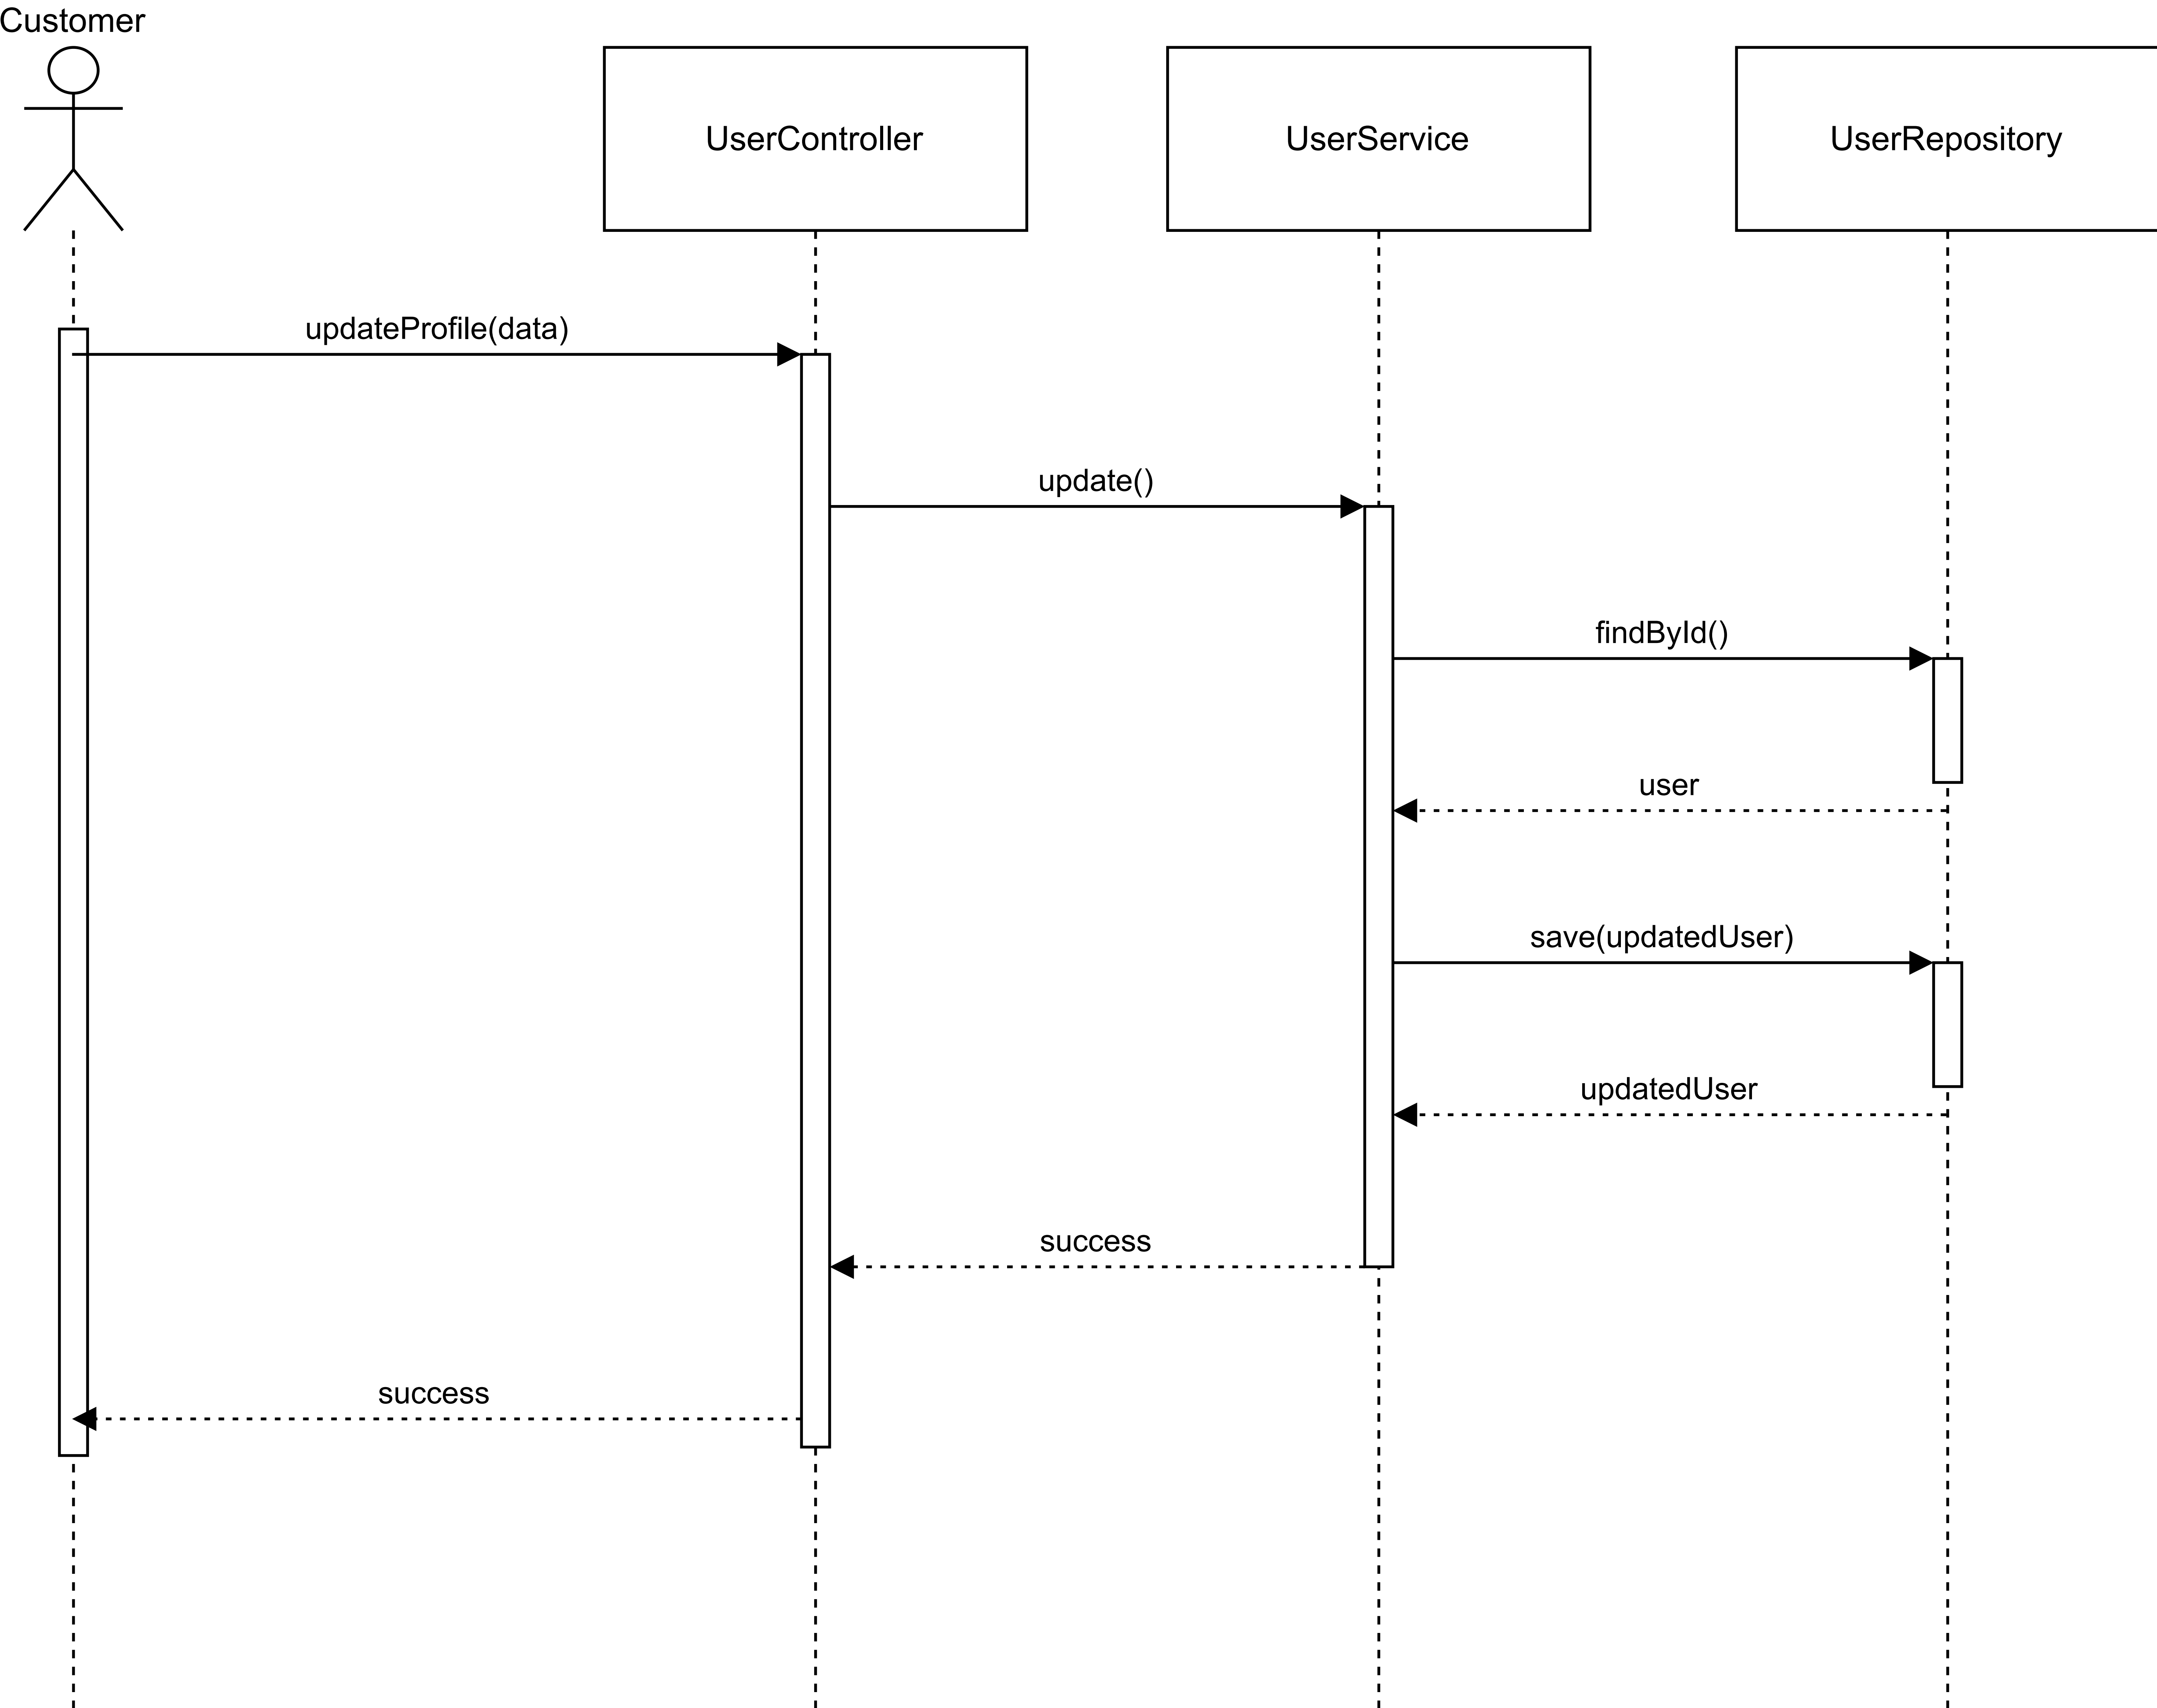 Customer
UserController
UserService
UserRepository
updateProfile(data)
update()
findById()
user
save(updatedUser)
updatedUser
success
success